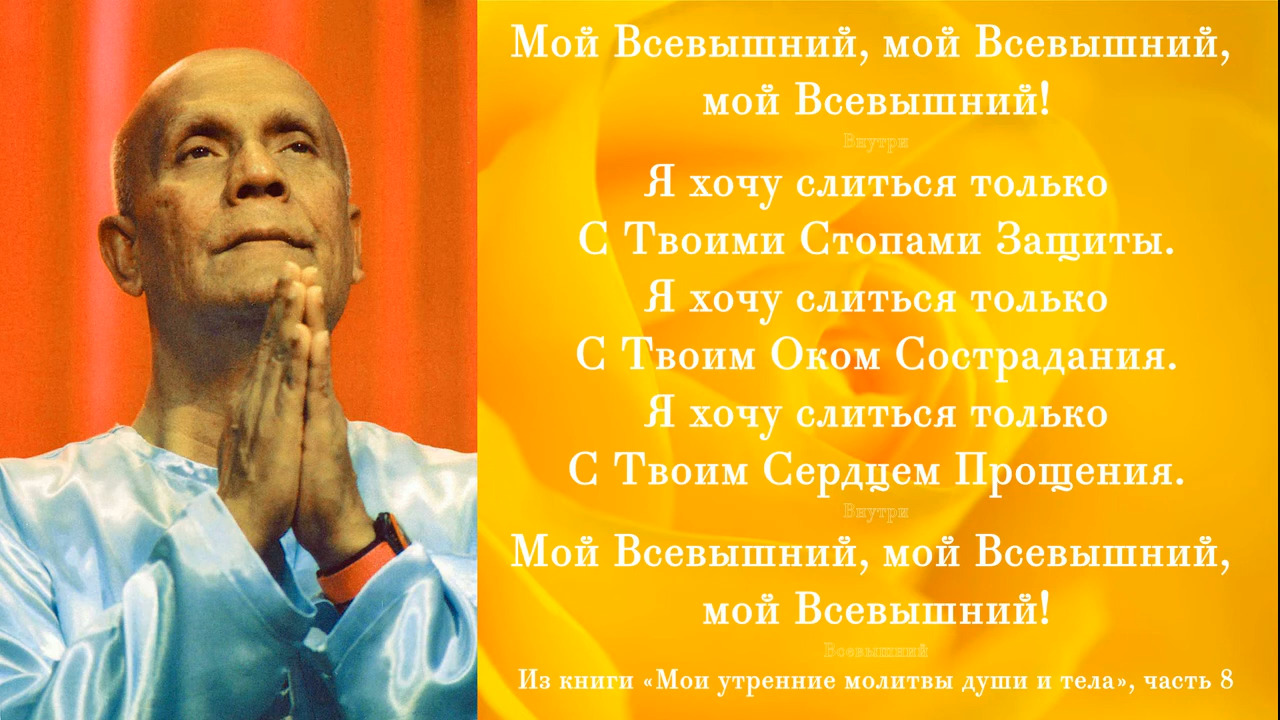 Мой Всевышний, мой Всевышний,
мой Всевышний!
Внутри
Я хочу слиться только
С Твоими Стопами Защиты.
Я хочу слиться только
С Твоим Оком Сострадания.
Я хочу слиться только
С Твоим Сердцем Прощения.
Внутри
Мой Всевышний, мой Всевышний,
мой Всевышний!
Всевышний
Из книги «Мои утренние молитвы души и тела», часть 8